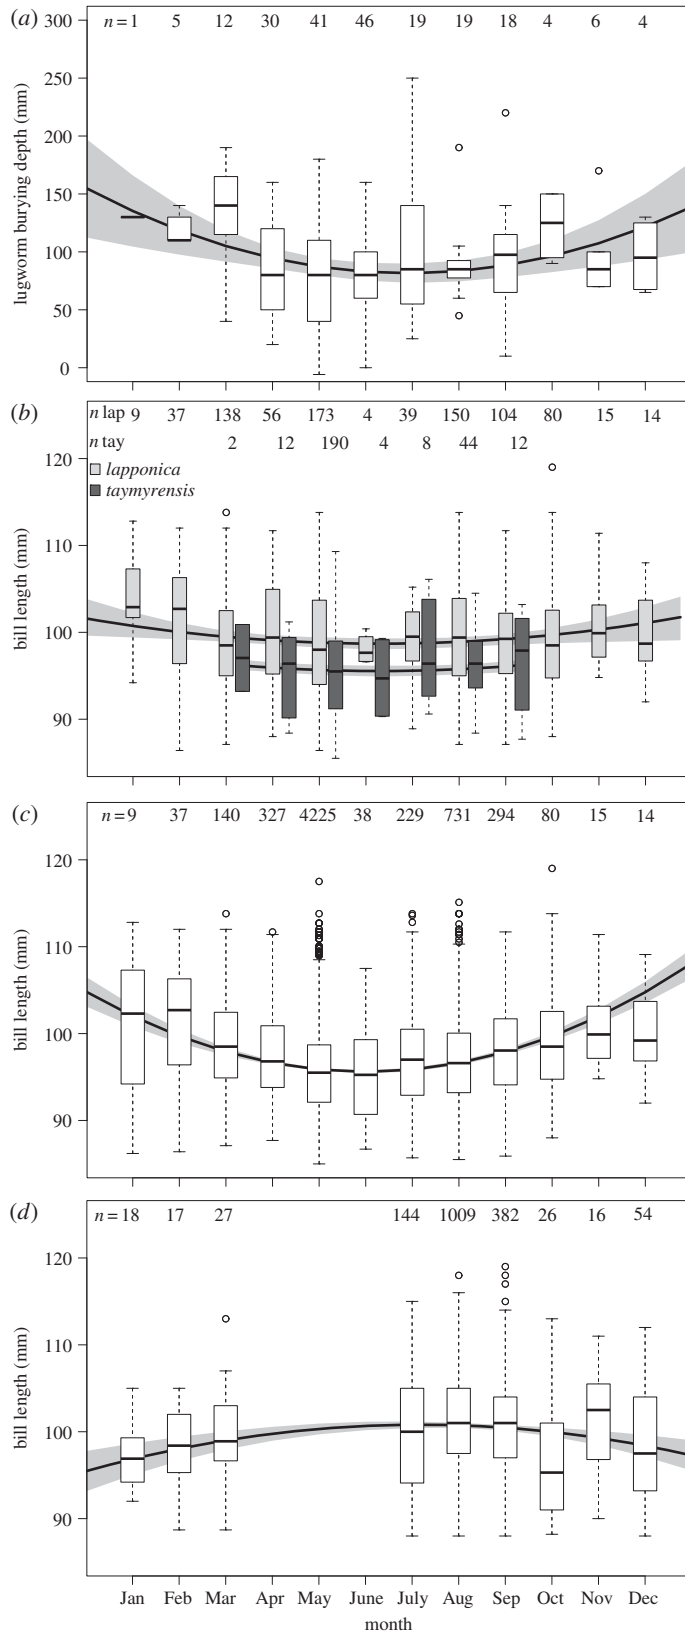 (a)
n = 1 5 12 30 41 46 19 19 18 4 6 4
300
250
200
150
100
50
0
lugworm burying depth (mm)
(b)
n lap 9 37 138 56 173 4 39 150 104 80 15 14
n tay 2 12 190 4 8 44 12
lapponica
taymyrensis
120
110
100
90
bill length (mm)
(c)
n = 9 37 140 327 4225 38 229 731 294 80 15 14
120
110
100
90
bill length (mm)
(d)
n = 18 17 27 144 1009 382 26 16 54
120
110
100
90
bill length (mm)
Jan Feb Mar Apr May June July Aug Sep Oct Nov Dec
month